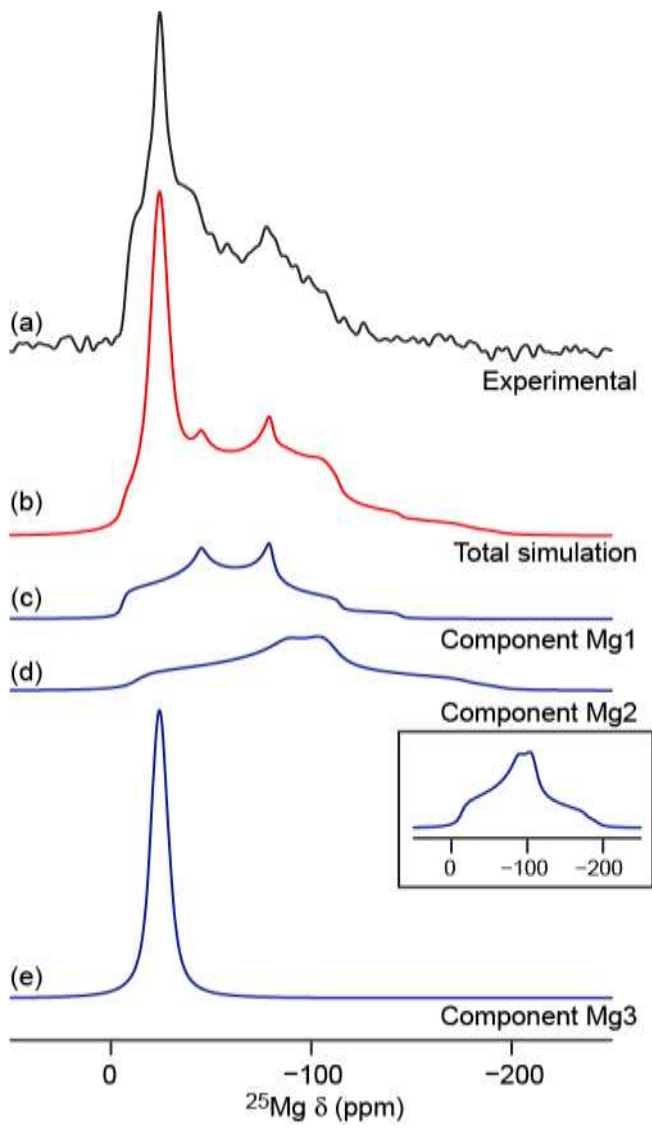 (a)
Experimental
(b)
Total simulation
(c)
Component Mg1
(d)
Component Mg2
0 −100 −200
(e)
Component Mg3
0 −100 −200
²⁵Mg δ (ppm)